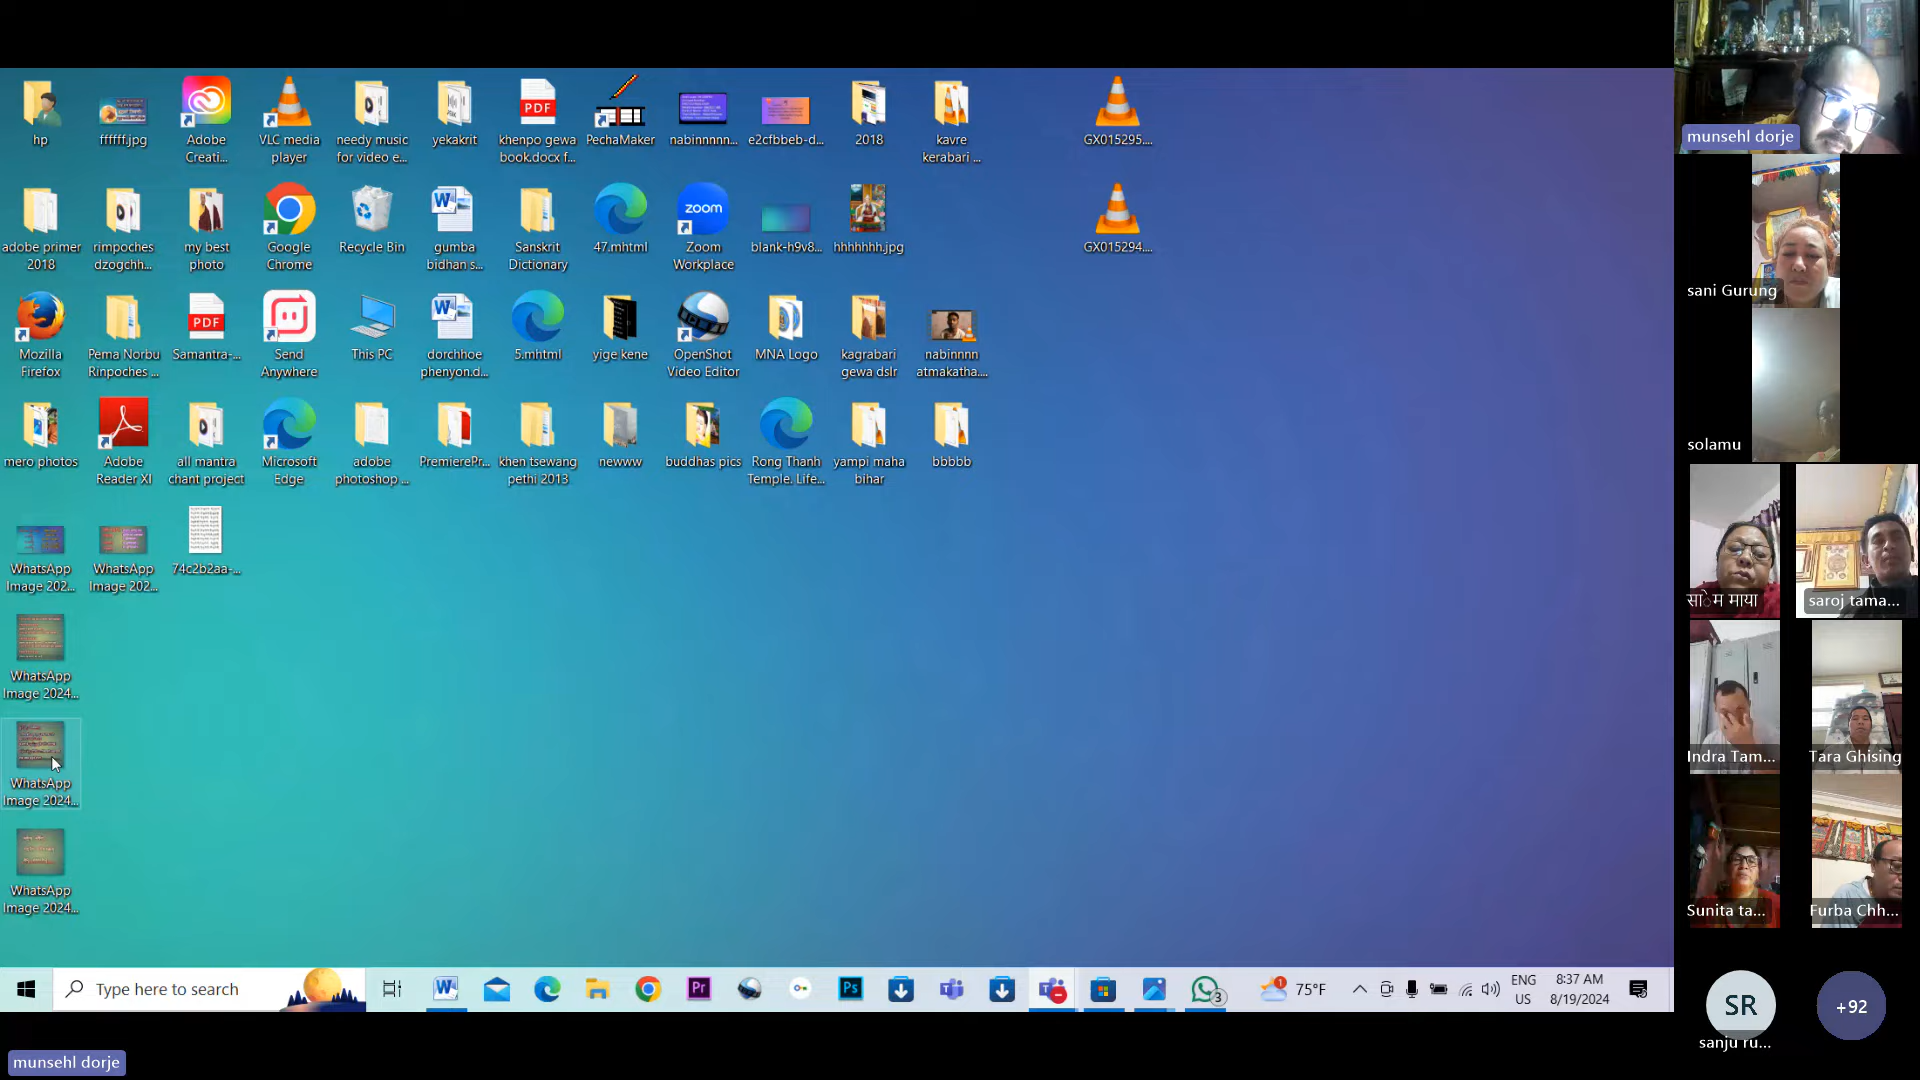 hp
ffffff.jpg
Adobe
Creati...
VLC media
player
needy music
for video e...
yekakrit
PDF
khenpo gewa
book.docx f...
PechaMaker
nabinnnnn...
e2cfbbeb-d...
2018
kavre
kerabari ...
GX015295....
adobe primer
2018
rimpoches
dzogchh...
my best
photo
Google
Chrome
Recycle Bin
gumba
bidhan s...
Sanskrit
Dictionary
47.mhtml
zoom
Zoom
Workplace
blank-h9v8...
hhhhhhh.jpg
GX015294....
Mozilla
Firefox
Pema Norbu
Rinpoches ...
PDF
Samantra-...
Send
Anywhere
This PC
dorchhoe
phenyon.d...
5.mhtml
yige kene
OpenShot
Video Editor
MNA Logo
kagrabari
gewa dslr
nabinnnn
atmakatha....
mero photos
Adobe
Reader XI
all mantra
chant project
Microsoft
Edge
adobe
photoshop ...
PremierePr...
khen tsewang
pethi 2013
newww
buddhas pics
Rong Thanh
Temple. Life...
yampi maha
bihar
bbbbb
WhatsApp
Image 202...
WhatsApp
Image 202...
74c2b2aa-...
WhatsApp
Image 2024...
WhatsApp
Image 2024...
WhatsApp
Image 2024...
Type here to search
Pr
Ps
3
1
75°F
ENG
US
8:37 AM
8/19/2024
munsehl dorje
munsehl dorje
sani Gurung
solamu
साेम माया
saroj tama...
Indra Tam...
Tara Ghising
Sunita ta...
Furba Chh...
SR
+92
sanju ru...